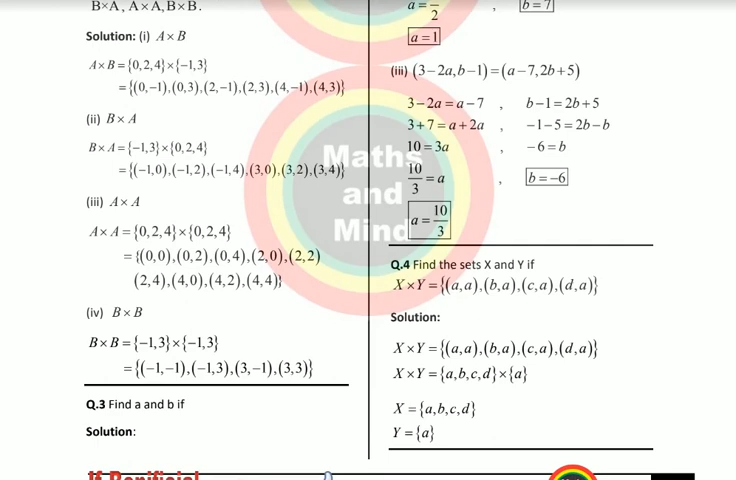 B×A, A×A,B×B.
Solution: (i) A×B
A×B={0,2,4}×{−1,3}
={(0,−1),(0,3),(2,−1),(2,3),(4,−1),(4,3)}
(ii) B×A
B×A={−1,3}×{0,2,4}
={(−1,0),(−1,2),(−1,4),(3,0),(3,2),(3,4)}
(iii) A×A
A×A={0,2,4}×{0,2,4}
={(0,0),(0,2),(0,4),(2,0),(2,2)
(2,4),(4,0),(4,2),(4,4)}
(iv) B×B
B×B={−1,3}×{−1,3}
={(−1,−1),(−1,3),(3,−1),(3,3)}
Q.3 Find a and b if
Solution:
a=‾/2 , b=7
a=1
(iii) (3−2a,b−1)=(a−7,2b+5)
3−2a=a−7 , b−1=2b+5
3+7=a+2a , −1−5=2b−b
10=3a , −6=b
10/3=a , b=−6
a=10/3
Q.4 Find the sets X and Y if
X×Y={(a,a),(b,a),(c,a),(d,a)}
Solution:
X×Y={(a,a),(b,a),(c,a),(d,a)}
X×Y={a,b,c,d}×{a}
X={a,b,c,d}
Y={a}
Maths
and
Mind